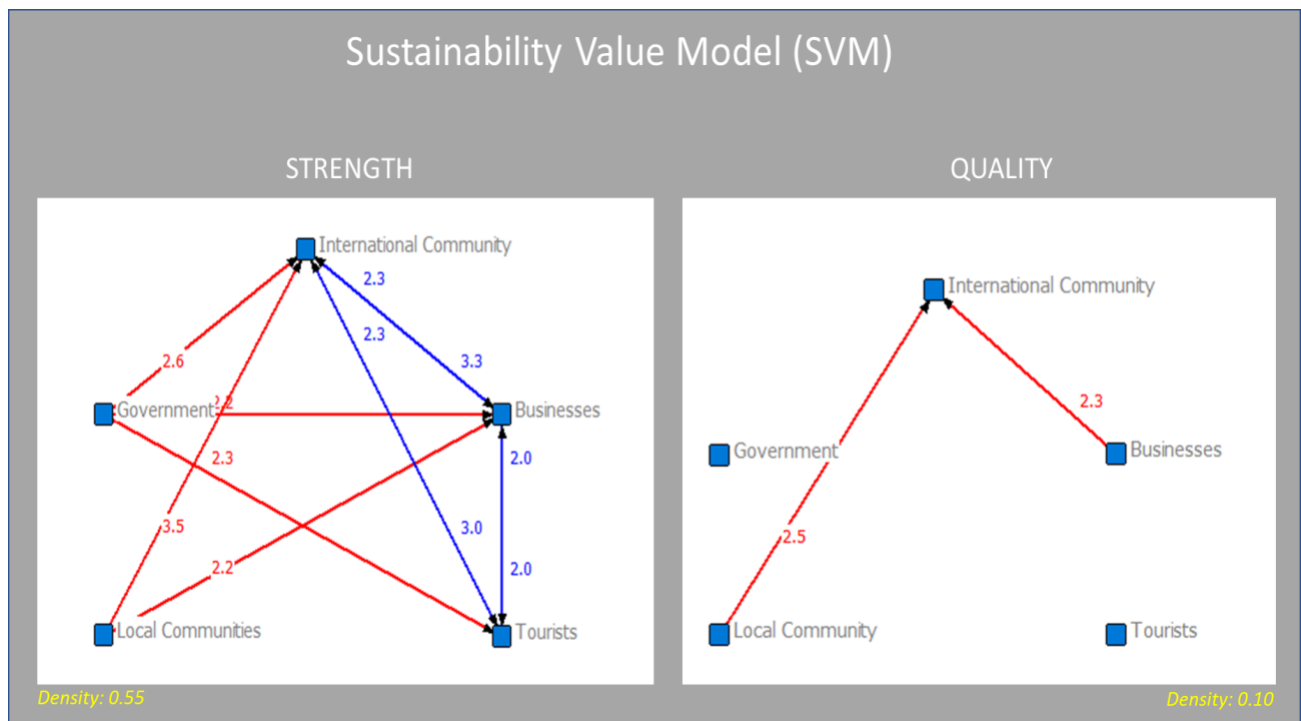 Sustainability Value Model (SVM)
STRENGTH
International Community
2.3
2.3
2.6
3.3
Government
2.2
Businesses
2.3
2.0
3.5
3.0
2.2
2.0
Local Communities
Tourists
Density: 0.55
QUALITY
International Community
2.3
Government
Businesses
2.5
Local Community
Tourists
Density: 0.10